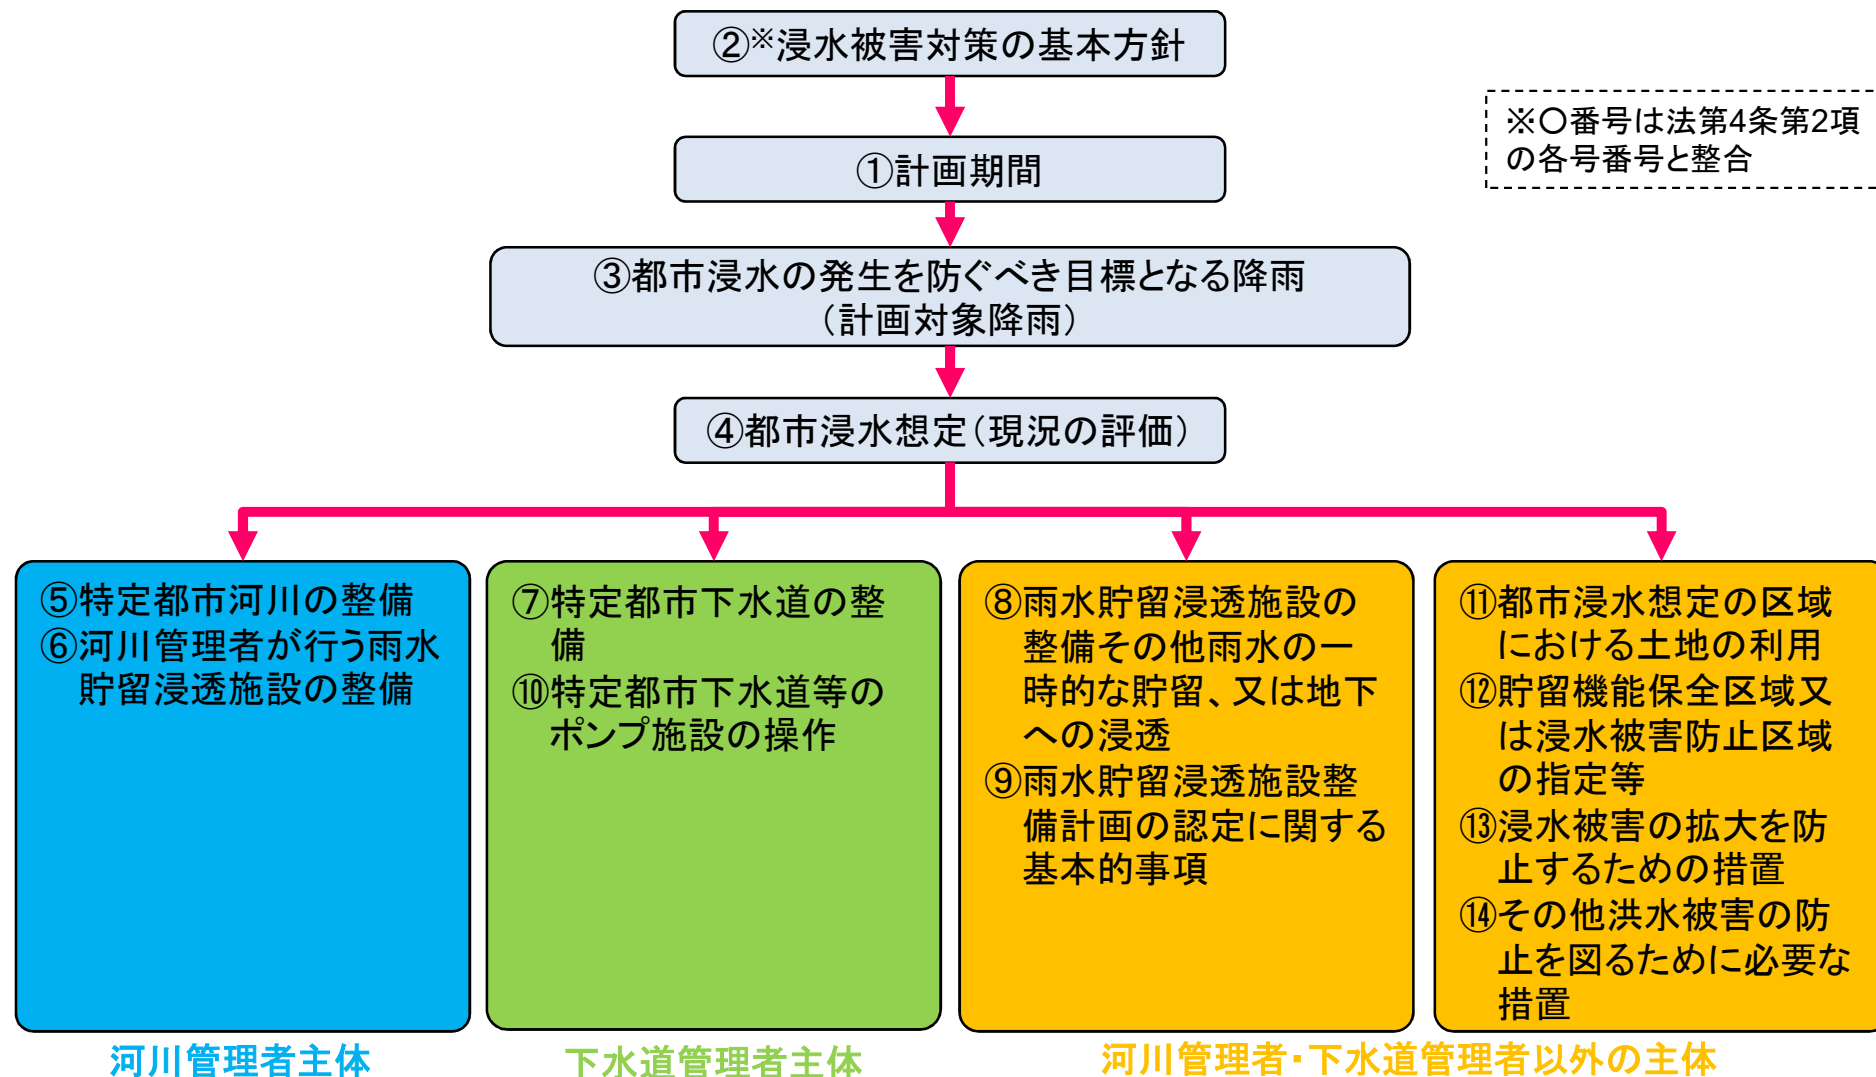 ②※浸水被害対策の基本方針
※〇番号は法第4条第2項
の各号番号と整合
①計画期間
③都市浸水の発生を防ぐべき目標となる降雨
（計画対象降雨）
④都市浸水想定（現況の評価）
⑤特定都市河川の整備
⑥河川管理者が行う雨水
貯留浸透施設の整備
⑦特定都市下水道の整
備
⑩特定都市下水道等の
ポンプ施設の操作
⑧雨水貯留浸透施設の
整備その他雨水の一
時的な貯留、又は地下
への浸透
⑨雨水貯留浸透施設整
備計画の認定に関する
基本的事項
⑪都市浸水想定の区域
における土地の利用
⑫貯留機能保全区域又
は浸水被害防止区域
の指定等
⑬浸水被害の拡大を防
止するための措置
⑭その他洪水被害の防
止を図るために必要な
措置
河川管理者主体
下水道管理者主体
河川管理者・下水道管理者以外の主体